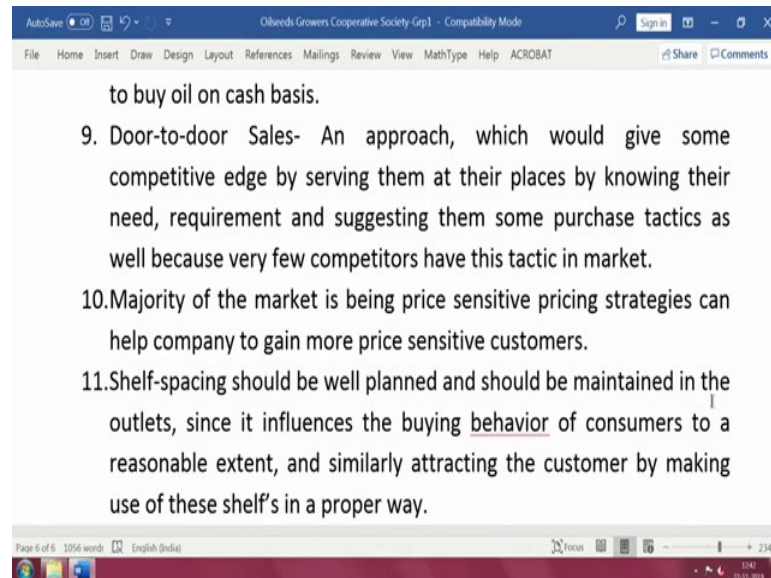 AutoSave Off Oilseeds Growers Cooperative Society-Grp1 - Compatibility Mode Sign in
File Home Insert Draw Design Layout References Mailings Review View MathType Help ACROBAT Share Comments
to buy oil on cash basis.
9. Door-to-door Sales- An approach, which would give some
competitive edge by serving them at their places by knowing their
need, requirement and suggesting them some purchase tactics as
well because very few competitors have this tactic in market.
10.Majority of the market is being price sensitive pricing strategies can
help company to gain more price sensitive customers.
11.Shelf-spacing should be well planned and should be maintained in the
outlets, since it influences the buying behavior of consumers to a
reasonable extent, and similarly attracting the customer by making
use of these shelf's in a proper way.
Page 6 of 6 1056 words English (India) Focus 234
12:42